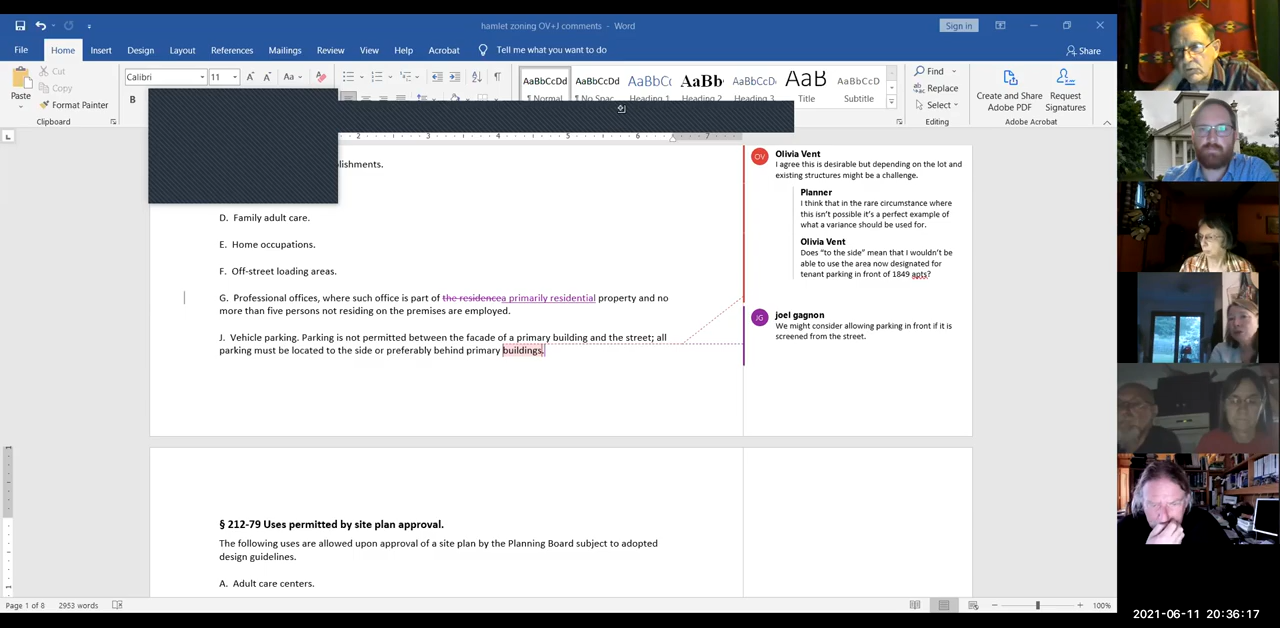 hamlet zoning OV+J comments - Word
Sign in
File Home Insert Design Layout References Mailings Review View Help Acrobat Tell me what you want to do
Share
Paste
Cut
Copy
Format Painter
Clipboard
Calibri 11
B
AaBbCcDd AaBbCcDd AaBbCc AaBb AaBbCcD AaB AaBbCcD
¶ Normal ¶ No Spac... Heading 1 Heading 2 Heading 3 Title Subtitle
Find
Replace
Select
Editing
Create and Share Adobe PDF
Request Signatures
Adobe Acrobat
2 3 4 5 6 7
lishments.
D. Family adult care.
E. Home occupations.
F. Off-street loading areas.
G. Professional offices, where such office is part of the residencea primarily residential property and no
more than five persons not residing on the premises are employed.
J. Vehicle parking. Parking is not permitted between the facade of a primary building and the street; all
parking must be located to the side or preferably behind primary buildings.
OV Olivia Vent
I agree this is desirable but depending on the lot and
existing structures might be a challenge.
Planner
I think that in the rare circumstance where
this isn't possible it's a perfect example of
what a variance should be used for.
Olivia Vent
Does "to the side" mean that I wouldn't be
able to use the area now designated for
tenant parking in front of 1849 apts?
JG joel gagnon
We might consider allowing parking in front if it is
screened from the street.
§ 212-79 Uses permitted by site plan approval.
The following uses are allowed upon approval of a site plan by the Planning Board subject to adopted
design guidelines.
A. Adult care centers.
Page 1 of 8 2953 words
100%
2021-06-11 20:36:17